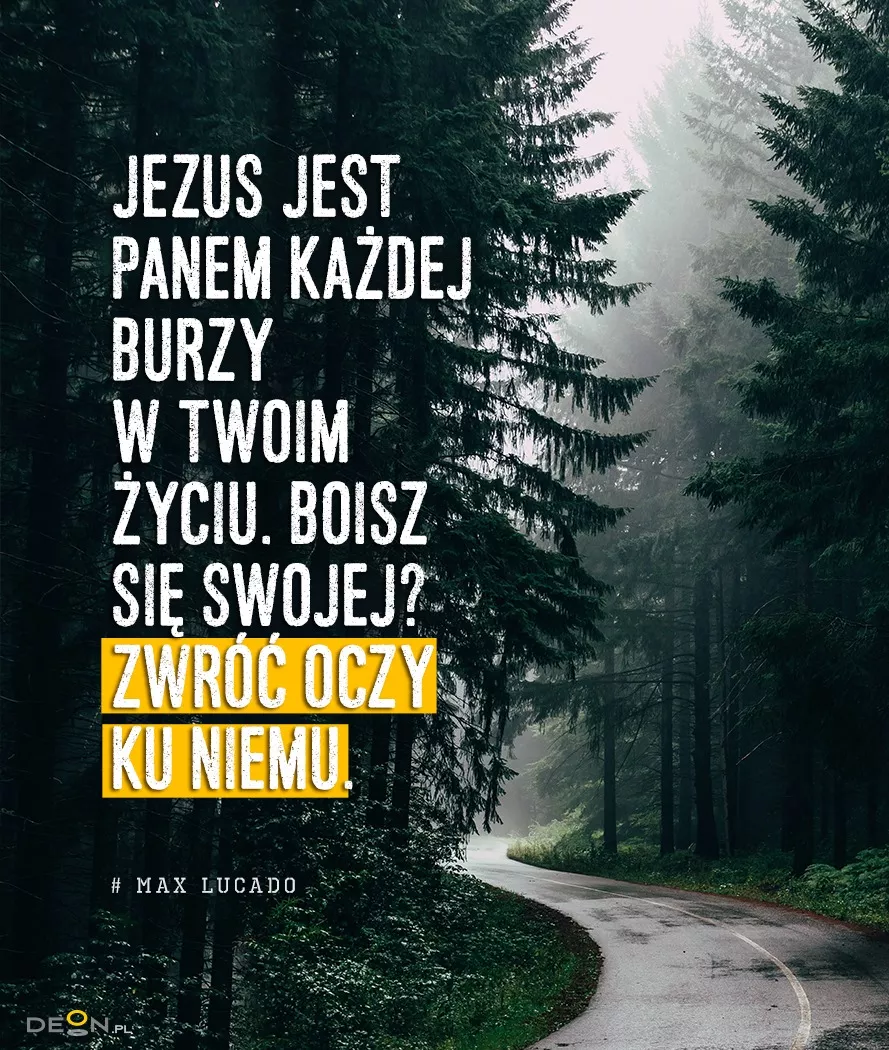 JEZUS JEST
PANEM KAŻDEJ
BURZY
W TWOIM
ŻYCIU. BOISZ
SIĘ SWOJEJ?
ZWRÓĆ OCZY
KU NIEMU.
# MAX LUCADO
DEON.PL